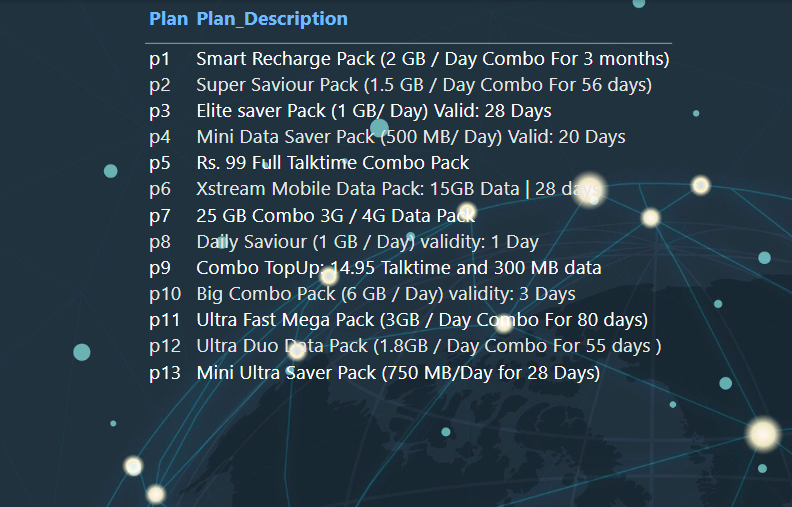 Plan Plan_Description
p1 Smart Recharge Pack (2 GB / Day Combo For 3 months)
p2 Super Saviour Pack (1.5 GB / Day Combo For 56 days)
p3 Elite saver Pack (1 GB/ Day) Valid: 28 Days
p4 Mini Data Saver Pack (500 MB/ Day) Valid: 20 Days
p5 Rs. 99 Full Talktime Combo Pack
p6 Xstream Mobile Data Pack: 15GB Data | 28 days
p7 25 GB Combo 3G / 4G Data Pack
p8 Daily Saviour (1 GB / Day) validity: 1 Day
p9 Combo TopUp: 14.95 Talktime and 300 MB data
p10 Big Combo Pack (6 GB / Day) validity: 3 Days
p11 Ultra Fast Mega Pack (3GB / Day Combo For 80 days)
p12 Ultra Duo Data Pack (1.8GB / Day Combo For 55 days )
p13 Mini Ultra Saver Pack (750 MB/Day for 28 Days)